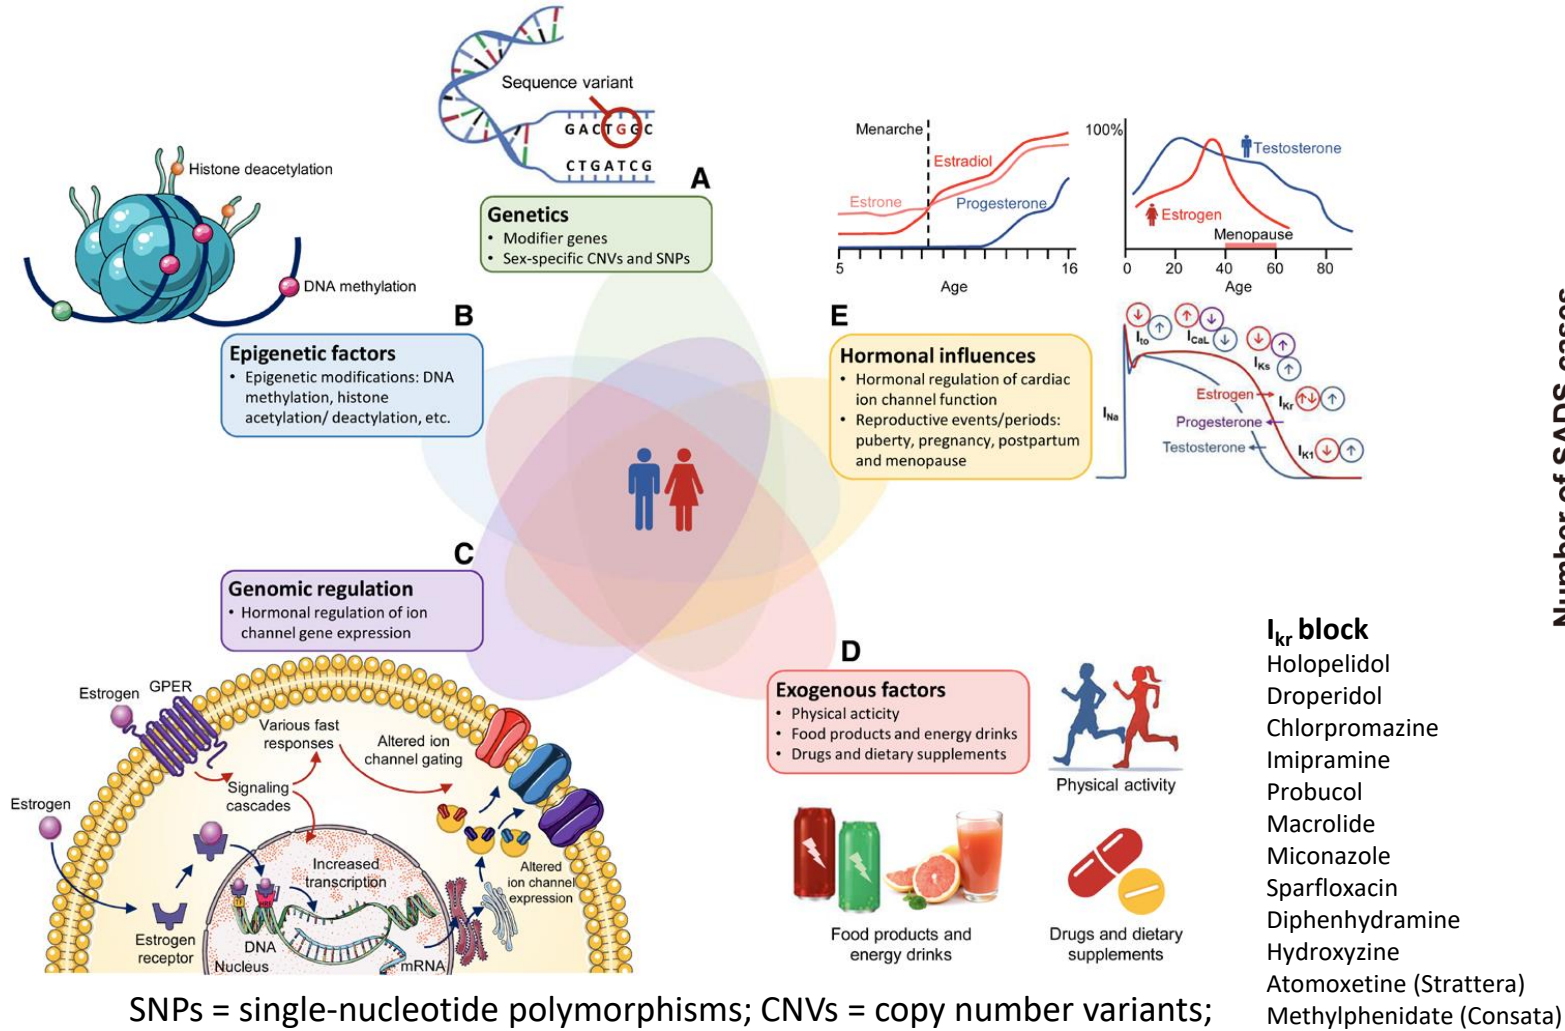 Sequence variant
G A C T G G C
C T G A T C G
A
Genetics
• Modifier genes
• Sex-specific CNVs and SNPs
Histone deacetylation
DNA methylation
B
Epigenetic factors
• Epigenetic modifications: DNA
methylation, histone
acetylation/ deactylation, etc.
Menarche
Estradiol
Estrone
Progesterone
5
16
Age
100%
Testosterone
Estrogen
Menopause
0 20 40 60 80
Age
E
Hormonal influences
• Hormonal regulation of cardiac
ion channel function
• Reproductive events/periods:
puberty, pregnancy, postpartum
and menopause
Ito
ICaL
IKs
INa
Estrogen
IKr
Progesterone
Testosterone
IK1
Number of SADS cases
C
Genomic regulation
• Hormonal regulation of ion
channel gene expression
Estrogen
GPER
Various fast
responses
Altered ion
channel gating
Signaling
cascades
Estrogen
Increased
transcription
Altered
ion channel
expression
Estrogen
receptor
DNA
Nucleus
mRNA
D
Exogenous factors
• Physical activity
• Food products and energy drinks
• Drugs and dietary supplements
Physical activity
Food products and
energy drinks
Drugs and dietary
supplements
Ikr block
Holopelidol
Droperidol
Chlorpromazine
Imipramine
Probucol
Macrolide
Miconazole
Sparfloxacin
Diphenhydramine
Hydroxyzine
Atomoxetine (Strattera)
Methylphenidate (Consata)
SNPs = single-nucleotide polymorphisms; CNVs = copy number variants;